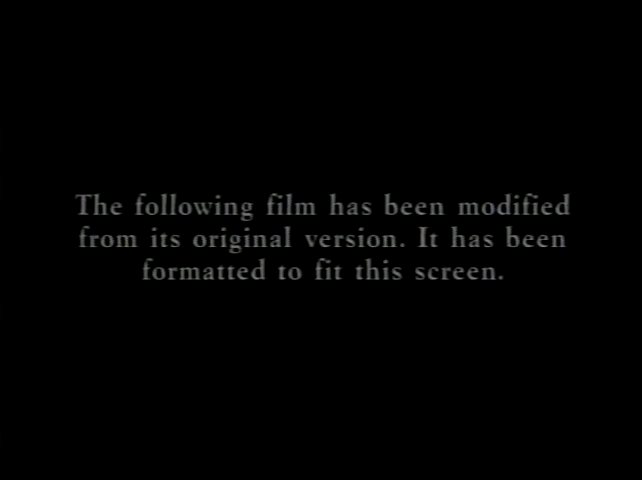 The following film has been modified
from its original version. It has been
formatted to fit this screen.